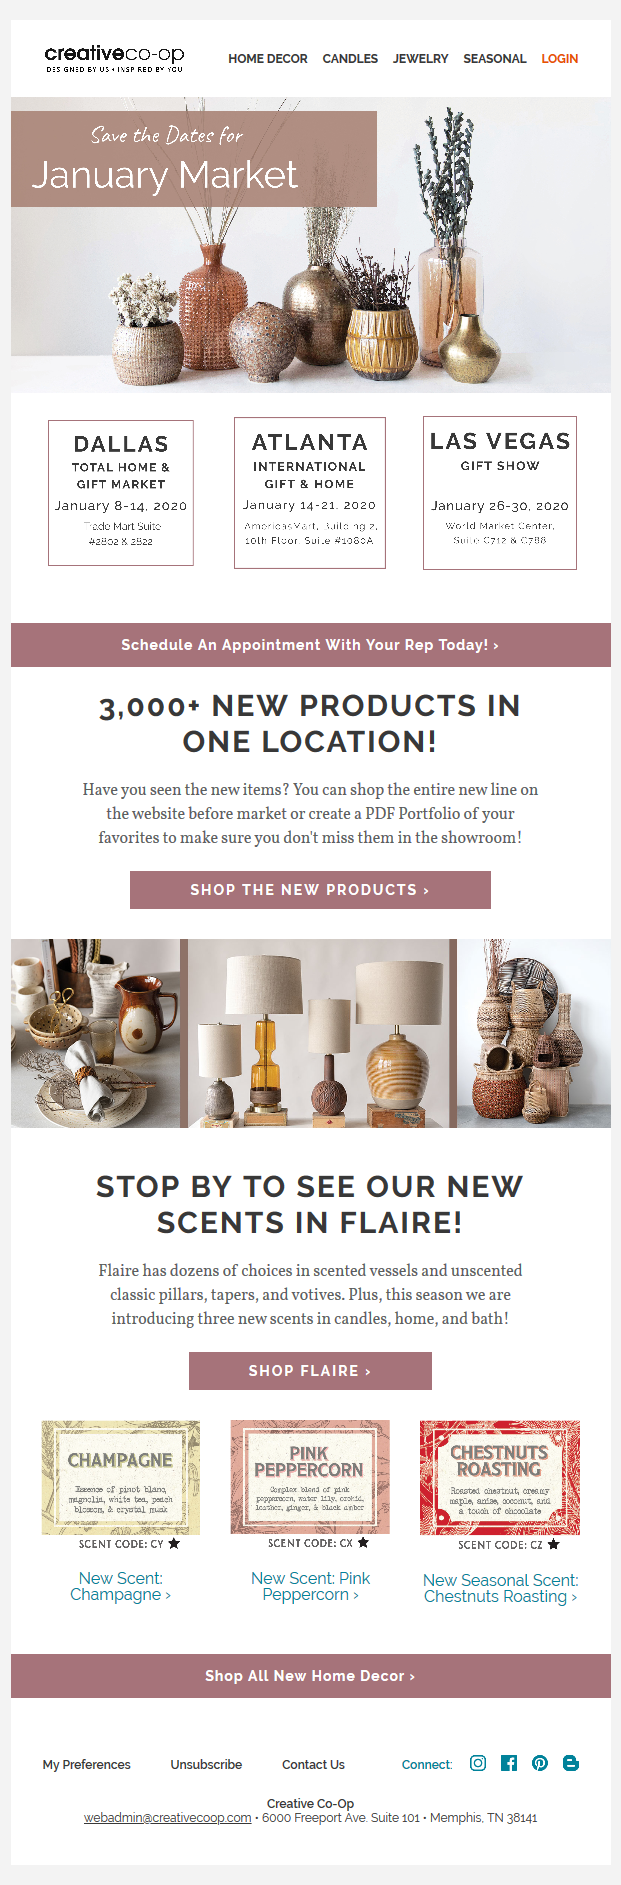 creativeco-op
DESIGNED BY US • INSPIRED BY YOU
HOME DECOR CANDLES JEWELRY SEASONAL LOGIN
Save the Dates for
January Market
DALLAS
TOTAL HOME &
GIFT MARKET
January 8-14, 2020
Trade Mart Suite
#2802 & 2822
ATLANTA
INTERNATIONAL
GIFT & HOME
January 14-21, 2020
AmericasMart, Building 2,
10th Floor, Suite #1080A
LAS VEGAS
GIFT SHOW
January 26-30, 2020
World Market Center,
Suite C712 & C788
Schedule An Appointment With Your Rep Today! ›
3,000+ NEW PRODUCTS IN
ONE LOCATION!
Have you seen the new items? You can shop the entire new line on
the website before market or create a PDF Portfolio of your
favorites to make sure you don't miss them in the showroom!
SHOP THE NEW PRODUCTS ›
STOP BY TO SEE OUR NEW
SCENTS IN FLAIRE!
Flaire has dozens of choices in scented vessels and unscented
classic pillars, tapers, and votives. Plus, this season we are
introducing three new scents in candles, home, and bath!
SHOP FLAIRE ›
CHAMPAGNE
Essence of pinot blanc,
magnolia, white tea, peach
blossom, & crystal musk
SCENT CODE: CY ★
New Scent:
Champagne ›
PINK
PEPPERCORN
Complex blend of pink
peppercorn, water lily, orchid,
leather, ginger, & black amber
SCENT CODE: CX ★
New Scent: Pink
Peppercorn ›
CHESTNUTS
ROASTING
Roasted chestnut, creamy
maple, anise, coconut, and
a touch of chocolate
SCENT CODE: CZ ★
New Seasonal Scent:
Chestnuts Roasting ›
Shop All New Home Decor ›
My Preferences Unsubscribe Contact Us Connect:
Creative Co-Op
webadmin@creativecoop.com • 6000 Freeport Ave. Suite 101 • Memphis, TN 38141